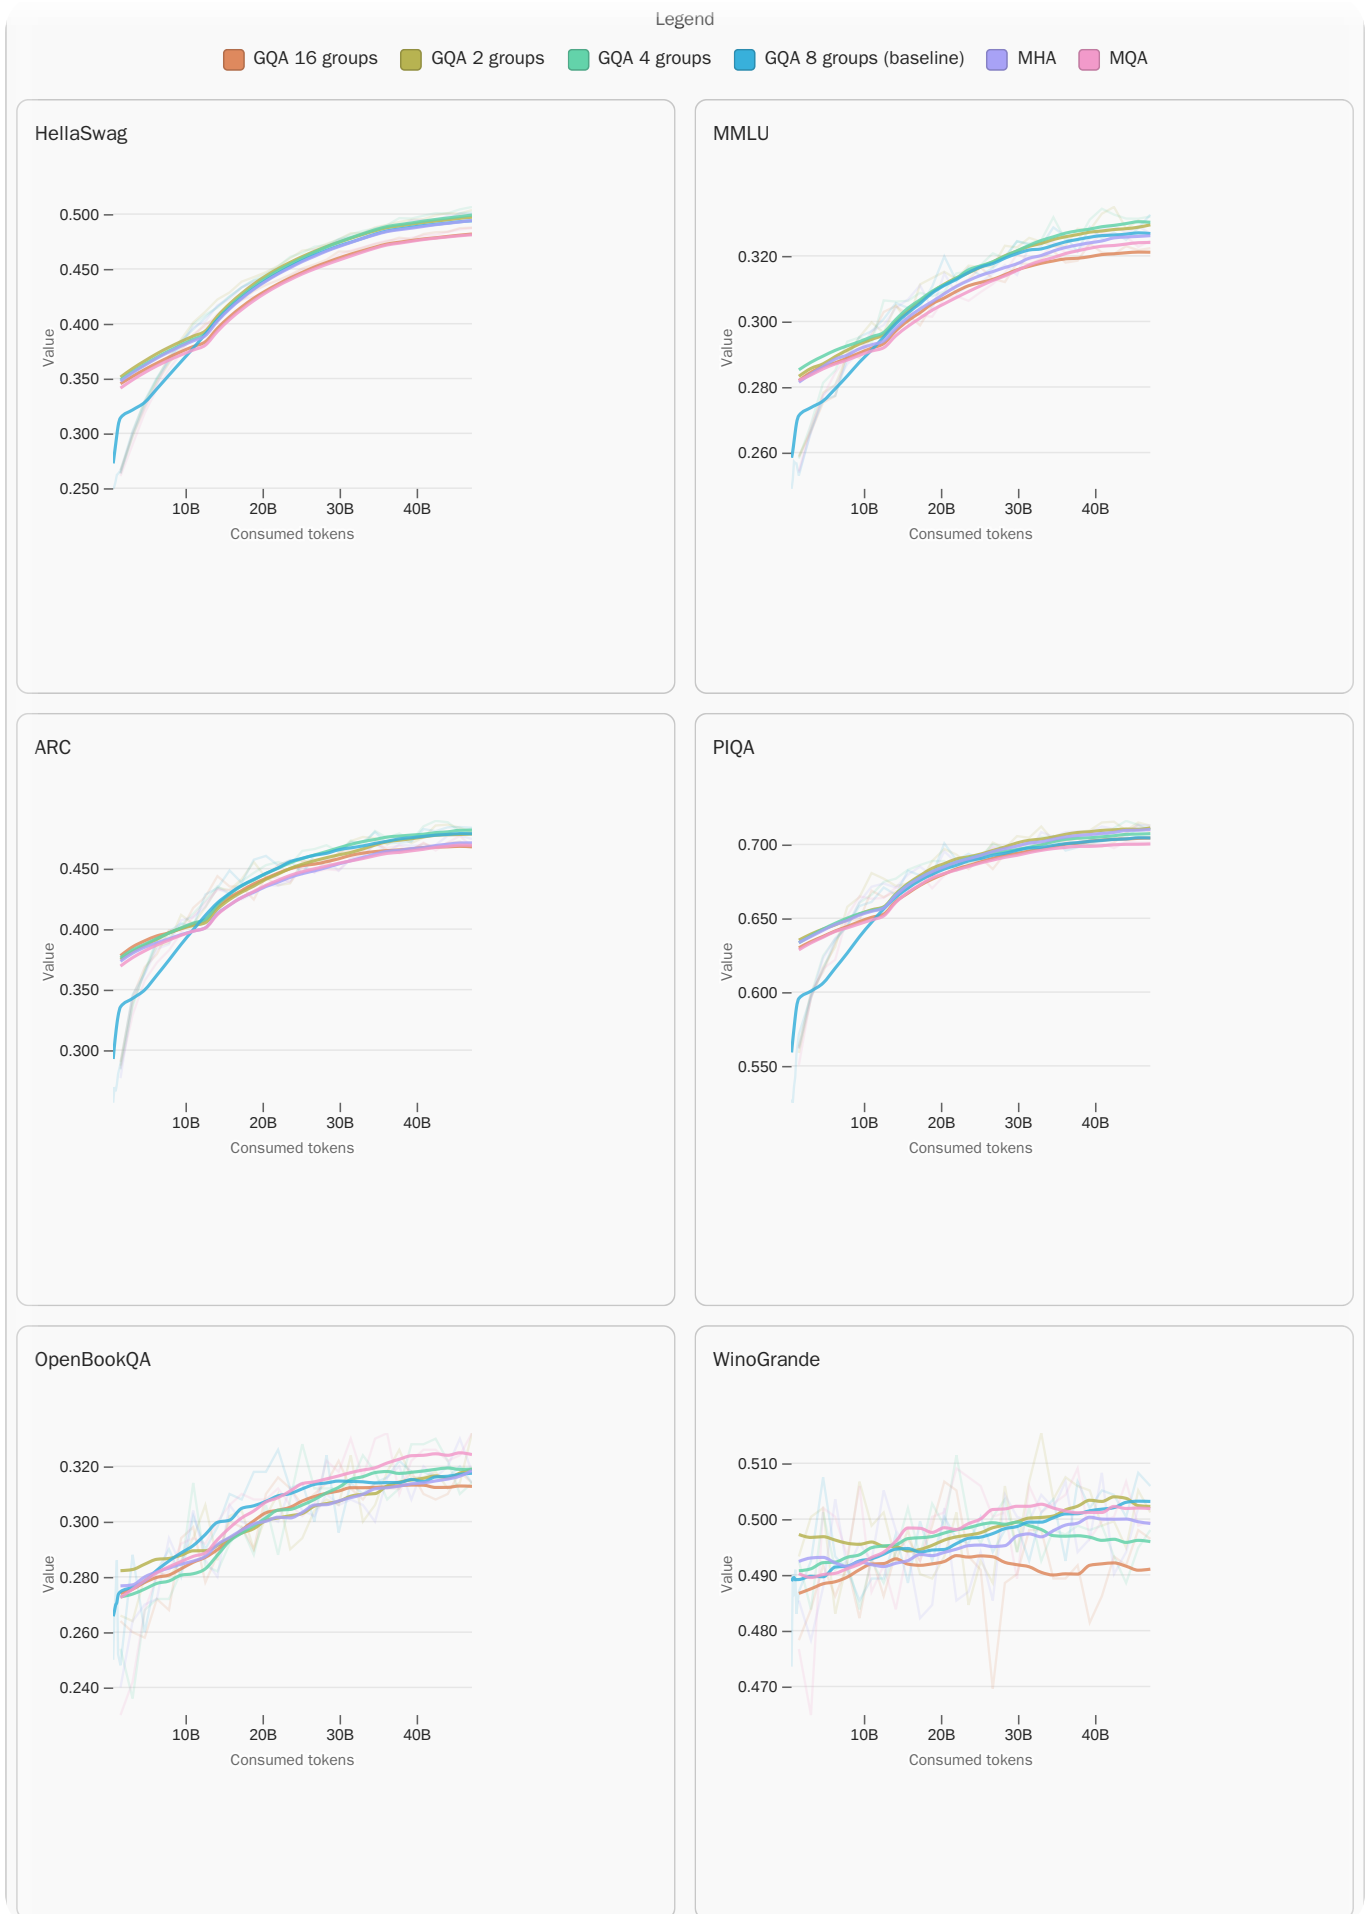 Legend
GQA 16 groups GQA 2 groups GQA 4 groups GQA 8 groups (baseline) MHA MQA
HellaSwag
Value
0.500
0.450
0.400
0.350
0.300
0.250
10B 20B 30B 40B
Consumed tokens
MMLU
Value
0.320
0.300
0.280
0.260
10B 20B 30B 40B
Consumed tokens
ARC
Value
0.450
0.400
0.350
0.300
10B 20B 30B 40B
Consumed tokens
PIQA
Value
0.700
0.650
0.600
0.550
10B 20B 30B 40B
Consumed tokens
OpenBookQA
Value
0.320
0.300
0.280
0.260
0.240
10B 20B 30B 40B
Consumed tokens
WinoGrande
Value
0.510
0.500
0.490
0.480
0.470
10B 20B 30B 40B
Consumed tokens